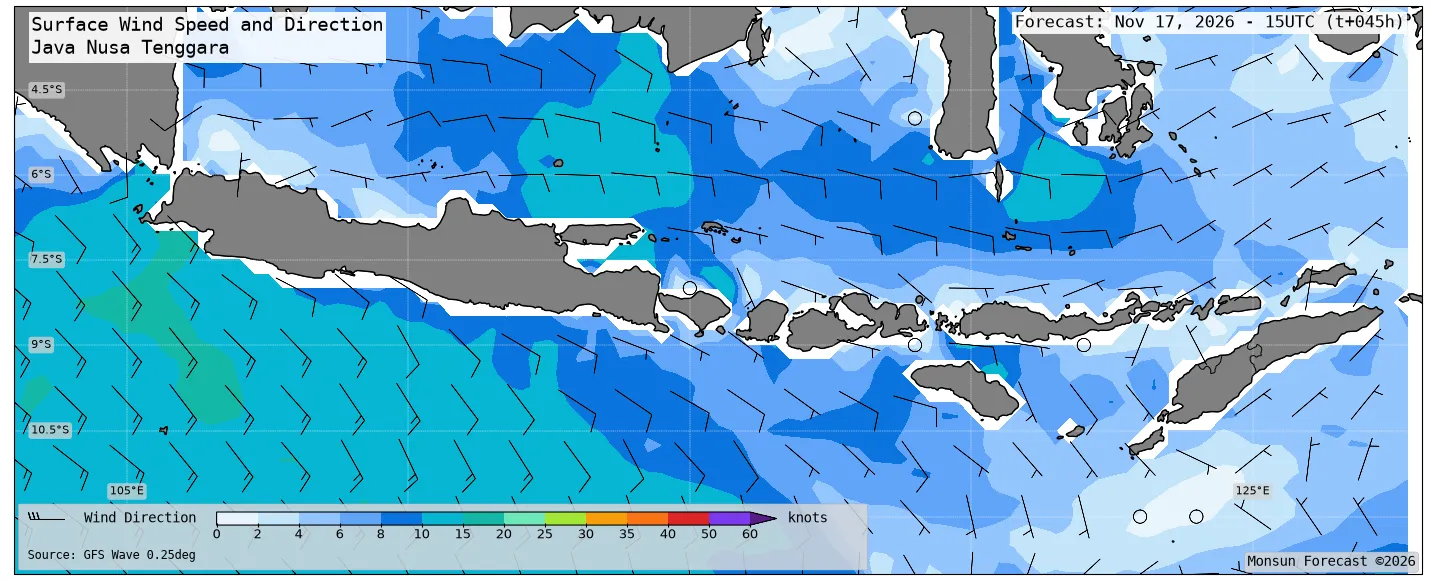 Surface Wind Speed and Direction
Java Nusa Tenggara
Forecast: Nov 17, 2026 - 15UTC (t+045h)
4.5°S
6°S
7.5°S
9°S
10.5°S
105°E
125°E
Wind Direction
0 2 4 6 8 10 15 20 25 30 35 40 50 60
knots
Source: GFS Wave 0.25deg
Monsun Forecast ©2026